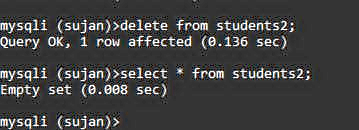 mysqli (sujan)>delete from students2;
Query OK, 1 row affected (0.136 sec)
mysqli (sujan)>select * from students2;
Empty set (0.008 sec)
mysqli (sujan)>